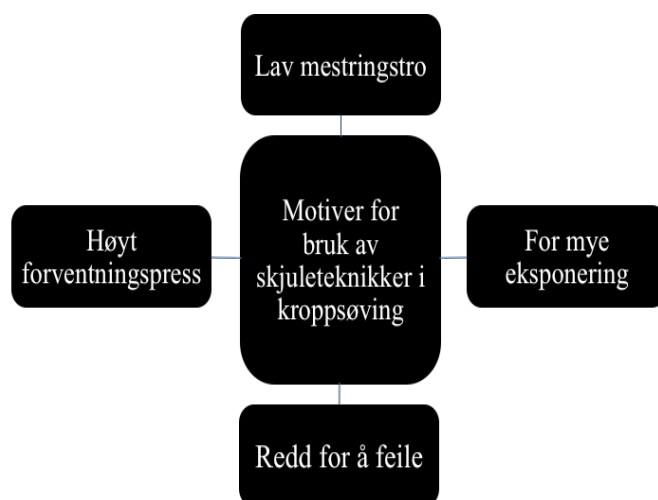 Lav mestringstro
Høyt
forventningspress
Motiver for
bruk av
skjuleteknikker i
kroppsøving
For mye
eksponering
Redd for å feile